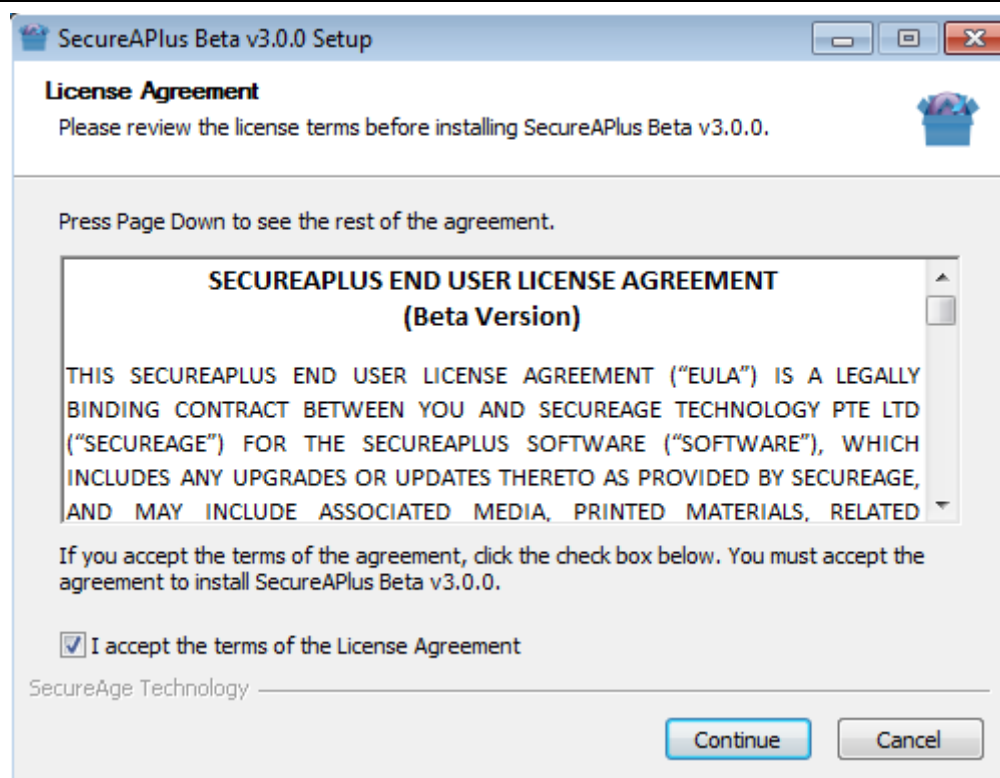 SecureAPlus Beta v3.0.0 Setup
License Agreement
Please review the license terms before installing SecureAPlus Beta v3.0.0.
Press Page Down to see the rest of the agreement.
SECUREAPLUS END USER LICENSE AGREEMENT
(Beta Version)
THIS SECUREAPLUS END USER LICENSE AGREEMENT (“EULA”) IS A LEGALLY
BINDING CONTRACT BETWEEN YOU AND SECUREAGE TECHNOLOGY PTE LTD
(“SECUREAGE”) FOR THE SECUREAPLUS SOFTWARE (“SOFTWARE”), WHICH
INCLUDES ANY UPGRADES OR UPDATES THERETO AS PROVIDED BY SECUREAGE,
AND MAY INCLUDE ASSOCIATED MEDIA, PRINTED MATERIALS, RELATED
If you accept the terms of the agreement, click the check box below. You must accept the
agreement to install SecureAPlus Beta v3.0.0.
I accept the terms of the License Agreement
SecureAge Technology
Continue Cancel